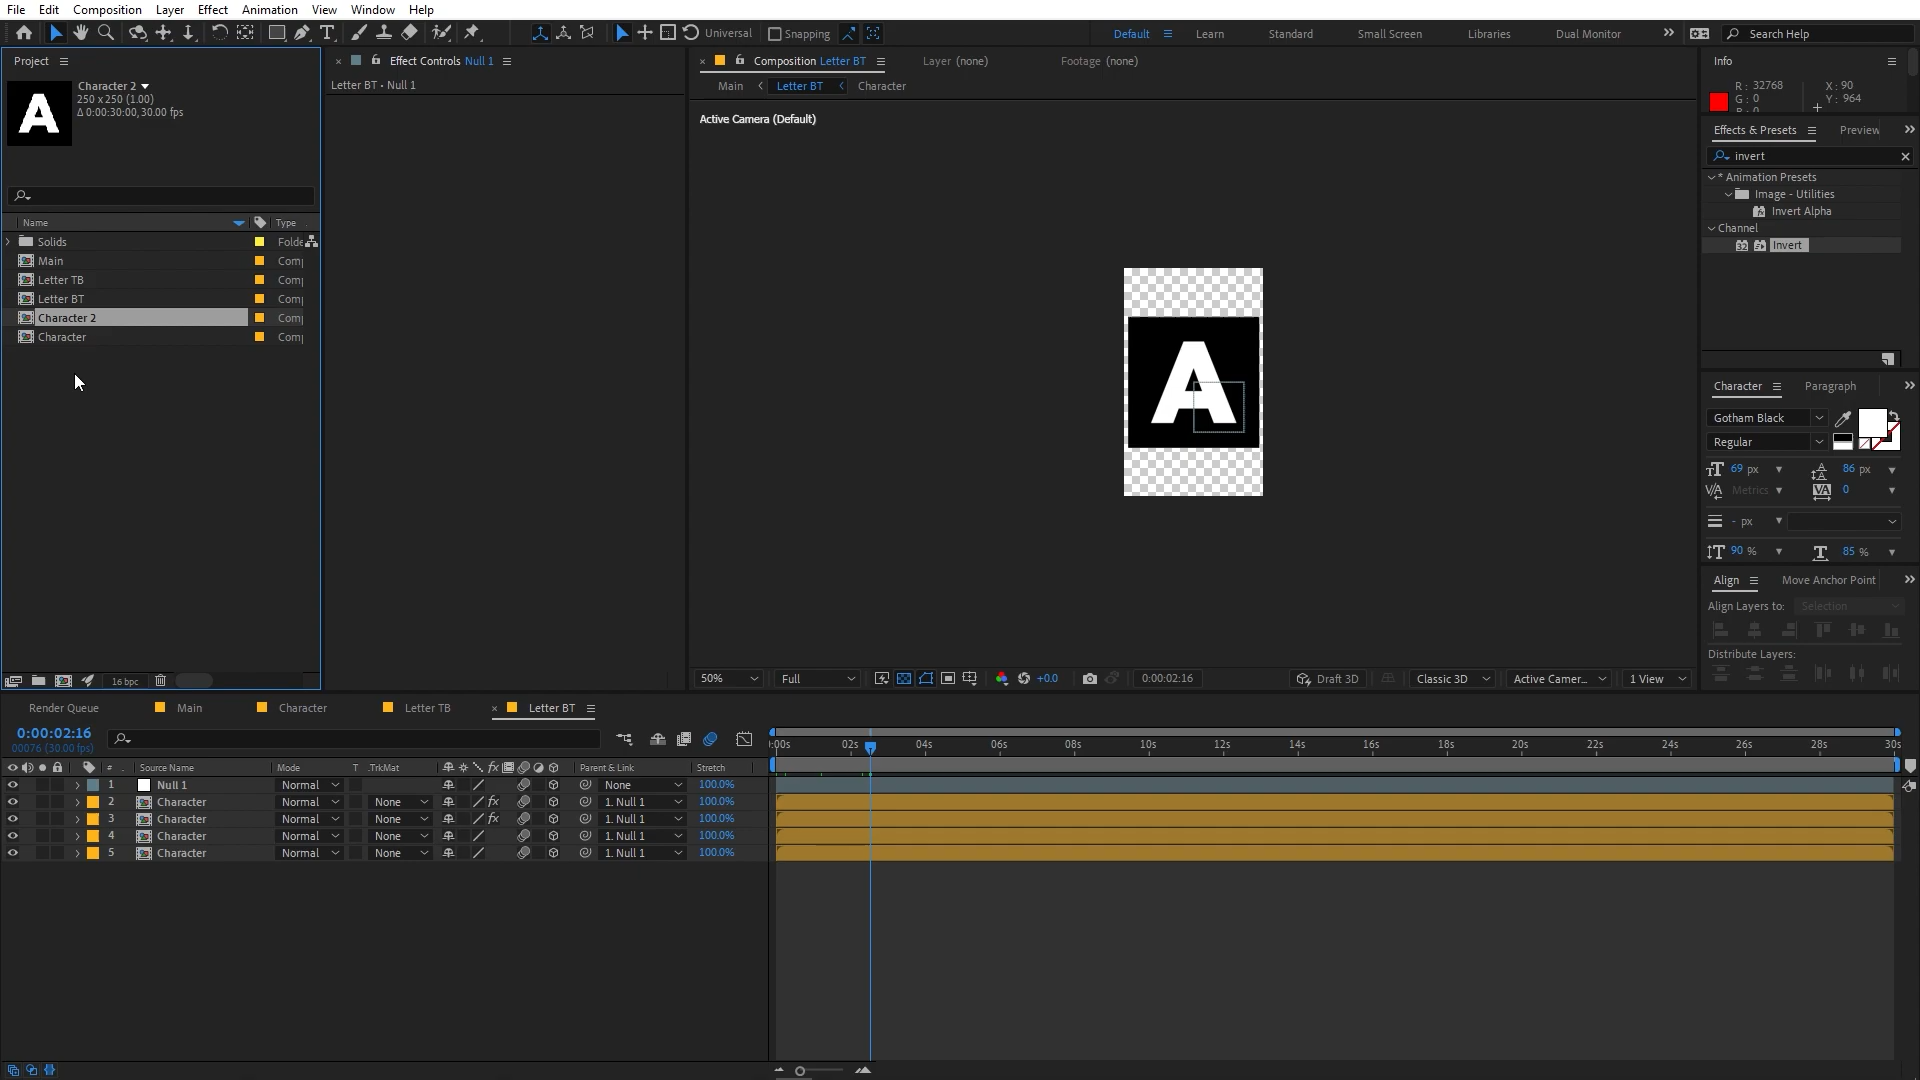 File Edit Composition Layer Effect Animation View Window Help
Universal Snapping Default Learn Standard Small Screen Libraries Dual Monitor Search Help
Project
Character 2
250 x 250 (1.00)
Δ 0:00:30:00, 30.00 fps
A
Name Type
Solids Folde
Main Comp
Letter TB Comp
Letter BT Comp
Character 2 Comp
Character Comp
16 bpc
Effect Controls Null 1
Letter BT • Null 1
Composition Letter BT Layer (none) Footage (none)
Main Letter BT Character
Active Camera (Default)
A
50% Full +0.0 0:00:02:16 Draft 3D Classic 3D Active Camer... 1 View
Info
R: 32768 X: 90
G: 0 Y: 964
Effects & Presets Preview
invert
* Animation Presets
Image - Utilities
Invert Alpha
Channel
32 Invert
Character Paragraph
Gotham Black
Regular
69 px 86 px
Metrics 0
- px
90 % 85 %
Align Move Anchor Point
Align Layers to: Selection
Distribute Layers:
Render Queue Main Character Letter TB Letter BT
0:00:02:16
00076 (30.00 fps)
:00s 02s 04s 06s 08s 10s 12s 14s 16s 18s 20s 22s 24s 26s 28s 30s
# Source Name Mode T .TrkMat fx Parent & Link Stretch
1 Null 1 Normal None 100.0%
2 Character Normal None fx 1. Null 1 100.0%
3 Character Normal None fx 1. Null 1 100.0%
4 Character Normal None 1. Null 1 100.0%
5 Character Normal None 1. Null 1 100.0%